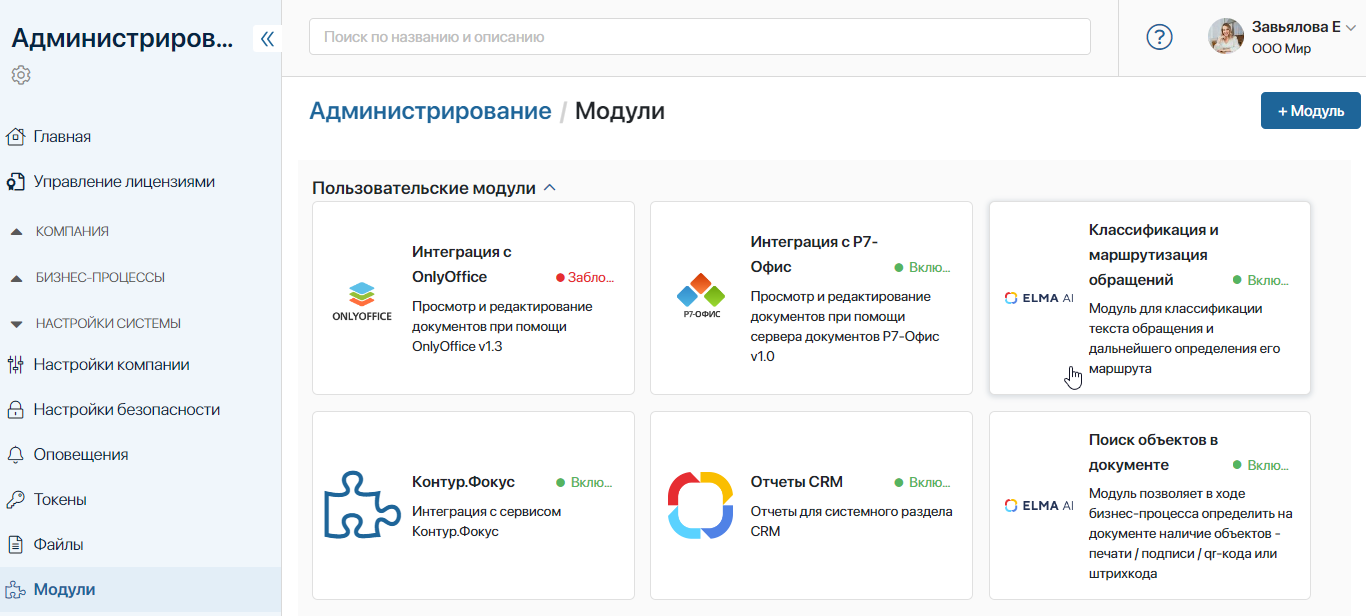 Администриров...
Поиск по названию и описанию
?
Завьялова Е
ООО Мир
Главная
Управление лицензиями
КОМПАНИЯ
БИЗНЕС-ПРОЦЕССЫ
НАСТРОЙКИ СИСТЕМЫ
Настройки компании
Настройки безопасности
Оповещения
Токены
Файлы
Модули
Администрирование / Модули
+ Модуль
Пользовательские модули
ONLYOFFICE
Интеграция с
OnlyOffice
Забло...
Просмотр и редактирование
документов при помощи
OnlyOffice v1.3
Р7-ОФИС
Интеграция с Р7-
Офис
Вклю...
Просмотр и редактирование
документов при помощи
сервера документов Р7-Офис
v1.0
ELMA AI
Классификация и
маршрутизация
обращений
Вклю...
Модуль для классификации
текста обращения и
дальнейшего определения его
маршрута
Контур.Фокус
Вклю...
Интеграция с сервисом
Контур.Фокус
Отчеты CRM
Вклю...
Отчеты для системного раздела
CRM
ELMA AI
Поиск объектов в
документе
Вклю...
Модуль позволяет в ходе
бизнес-процесса определить на
документе наличие объектов -
печати / подписи / qr-кода или
штрихкода